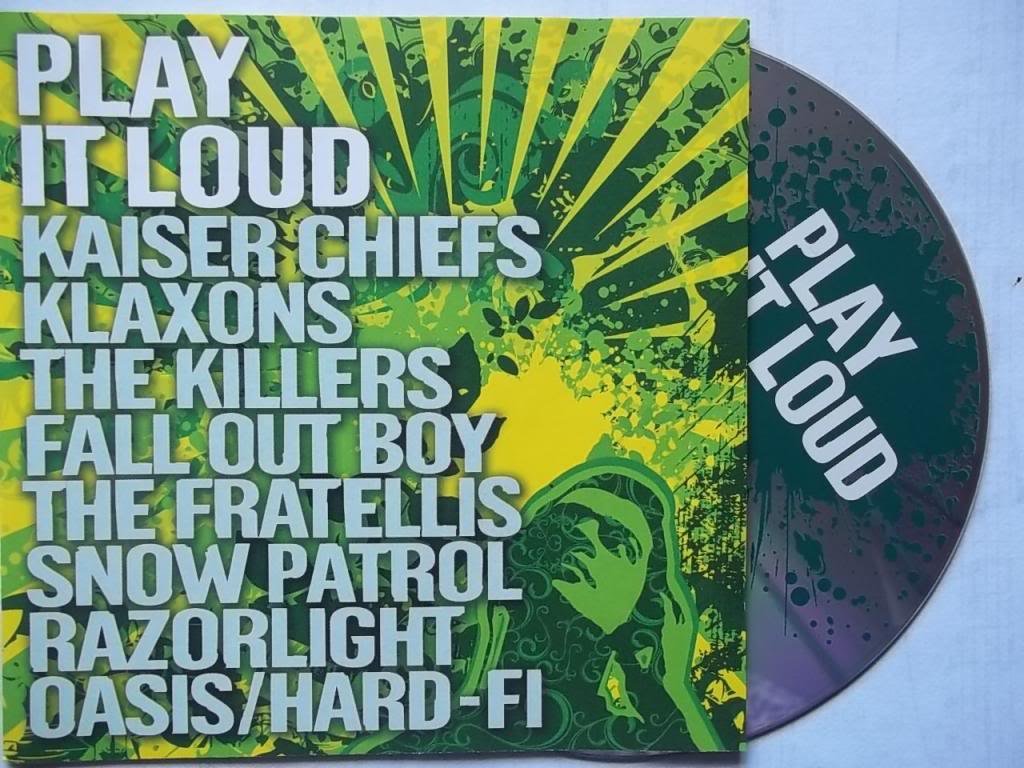 PLAY
IT LOUD
KAISER CHIEFS
KLAXONS
THE KILLERS
FALL OUT BOY
THE FRATELLIS
SNOW PATROL
RAZORLIGHT
OASIS/HARD-FI
PLAY
IT LOUD